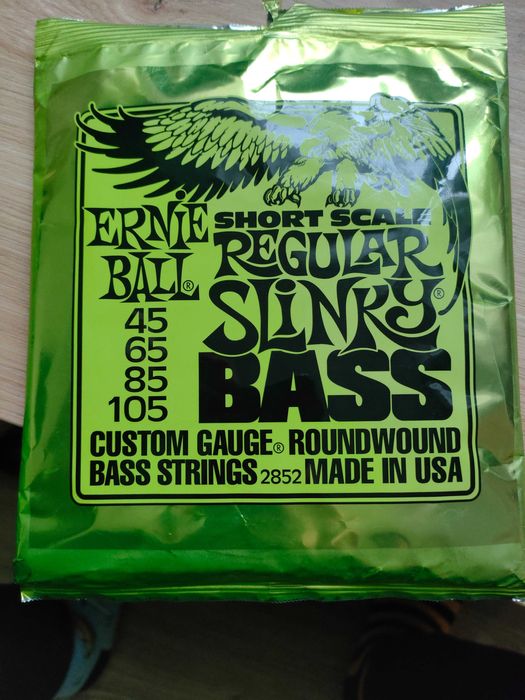 ERNIE BALL®
45
65
85
105
SHORT SCALE
REGULAR
SLINKY®
BASS
CUSTOM GAUGE® ROUNDWOUND
BASS STRINGS 2852 MADE IN USA